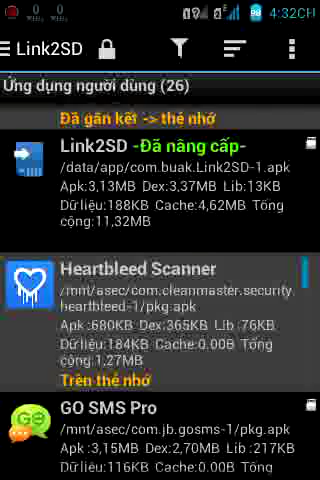 4:32CH
Link2SD
Ứng dụng người dùng (26)
Đã gắn kết -> thẻ nhớ
Link2SD -Đã nâng cấp-
/data/app/com.buak.Link2SD-1.apk
Apk:3,13MB Dex:3,37MB Lib:13KB
Dữ liệu:188KB Cache:4,62MB Tổng
cộng:11,32MB
Heartbleed Scanner
/mnt/asec/com.cleanmaster.security.
heartbleed-1/pkg.apk
Apk:680KB Dex:365KB Lib:76KB
Dữ liệu:184KB Cache:0.00B Tổng
cộng:1,27MB
Trên thẻ nhớ
GO SMS Pro
/mnt/asec/com.jb.gosms-1/pkg.apk
Apk:3,15MB Dex:2,70MB Lib:217KB
Dữ liệu:116KB Cache:0.00B Tổng